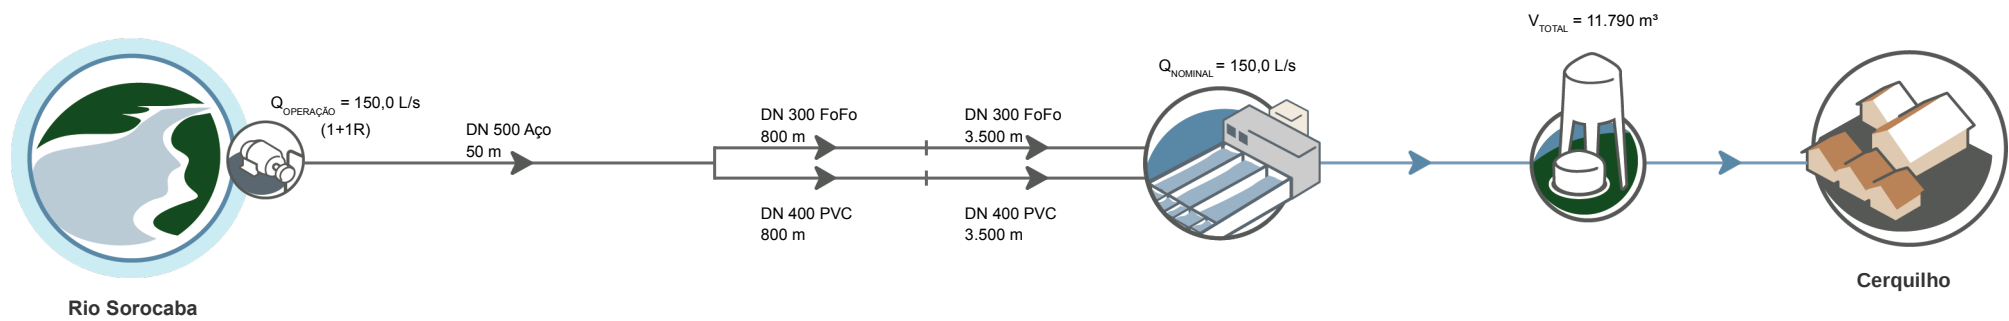 V_TOTAL = 11.790 m³
Q_NOMINAL = 150,0 L/s
Q_OPERAÇÃO = 150,0 L/s
(1+1R)
DN 500 Aço
50 m
DN 300 FoFo
800 m
DN 300 FoFo
3.500 m
DN 400 PVC
800 m
DN 400 PVC
3.500 m
Rio Sorocaba
Cerquilho